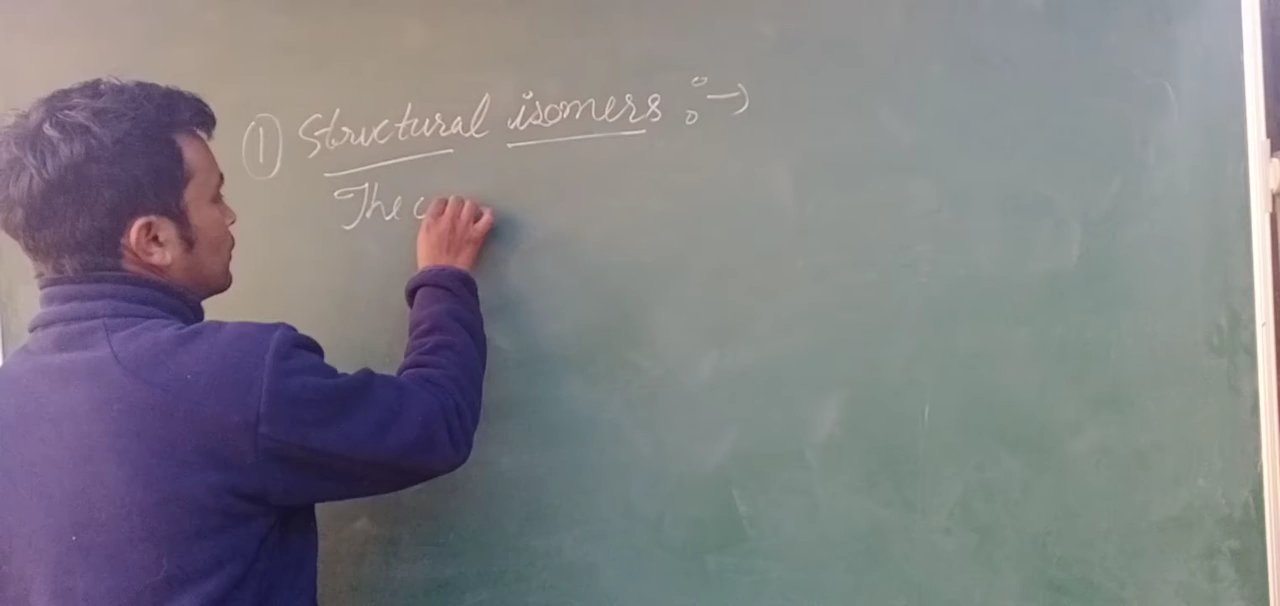 ① Structural isomers :→
The